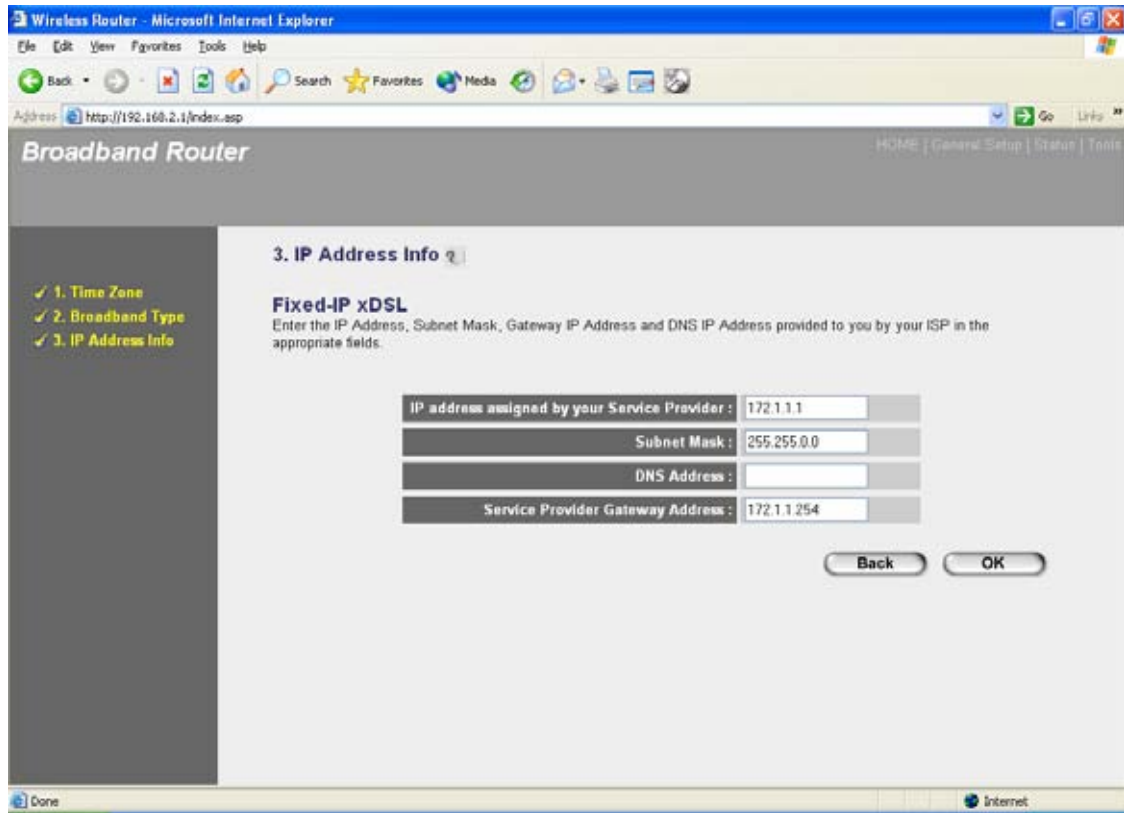 Wireless Router - Microsoft Internet Explorer
File Edit View Favorites Tools Help
Back Search Favorites Media
Address http://192.168.2.1/index.asp Go Links »
Broadband Router
HOME | General Setup | Status | Tools
3. IP Address Info ?
✓ 1. Time Zone
✓ 2. Broadband Type
✓ 3. IP Address Info
Fixed-IP xDSL
Enter the IP Address, Subnet Mask, Gateway IP Address and DNS IP Address provided to you by your ISP in the
appropriate fields.
IP address assigned by your Service Provider : 172.1.1.1
Subnet Mask : 255.255.0.0
DNS Address :
Service Provider Gateway Address : 172.1.1.254
Back OK
Done Internet